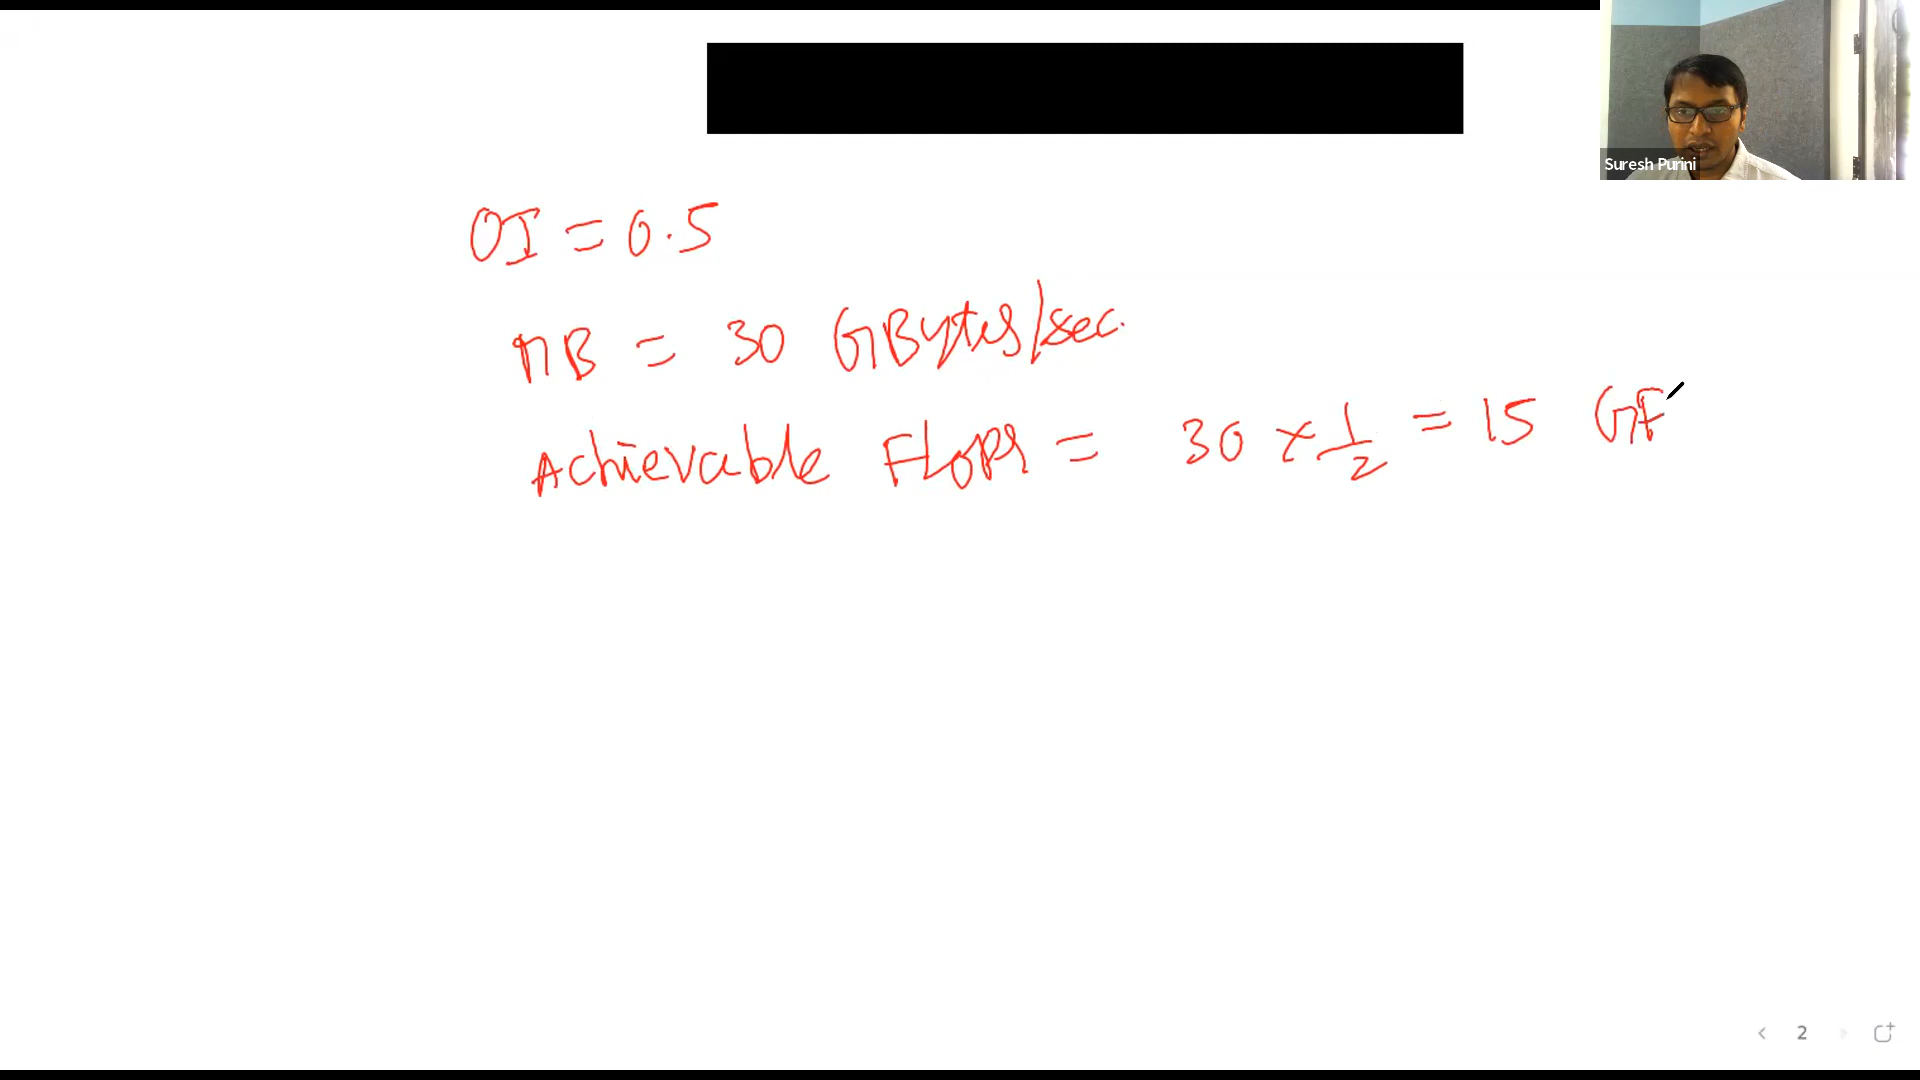 Suresh Purini
OI = 0.5
MB = 30 GBytes/sec.
Achievable Flops = 30 × 1/2 = 15 GF
2